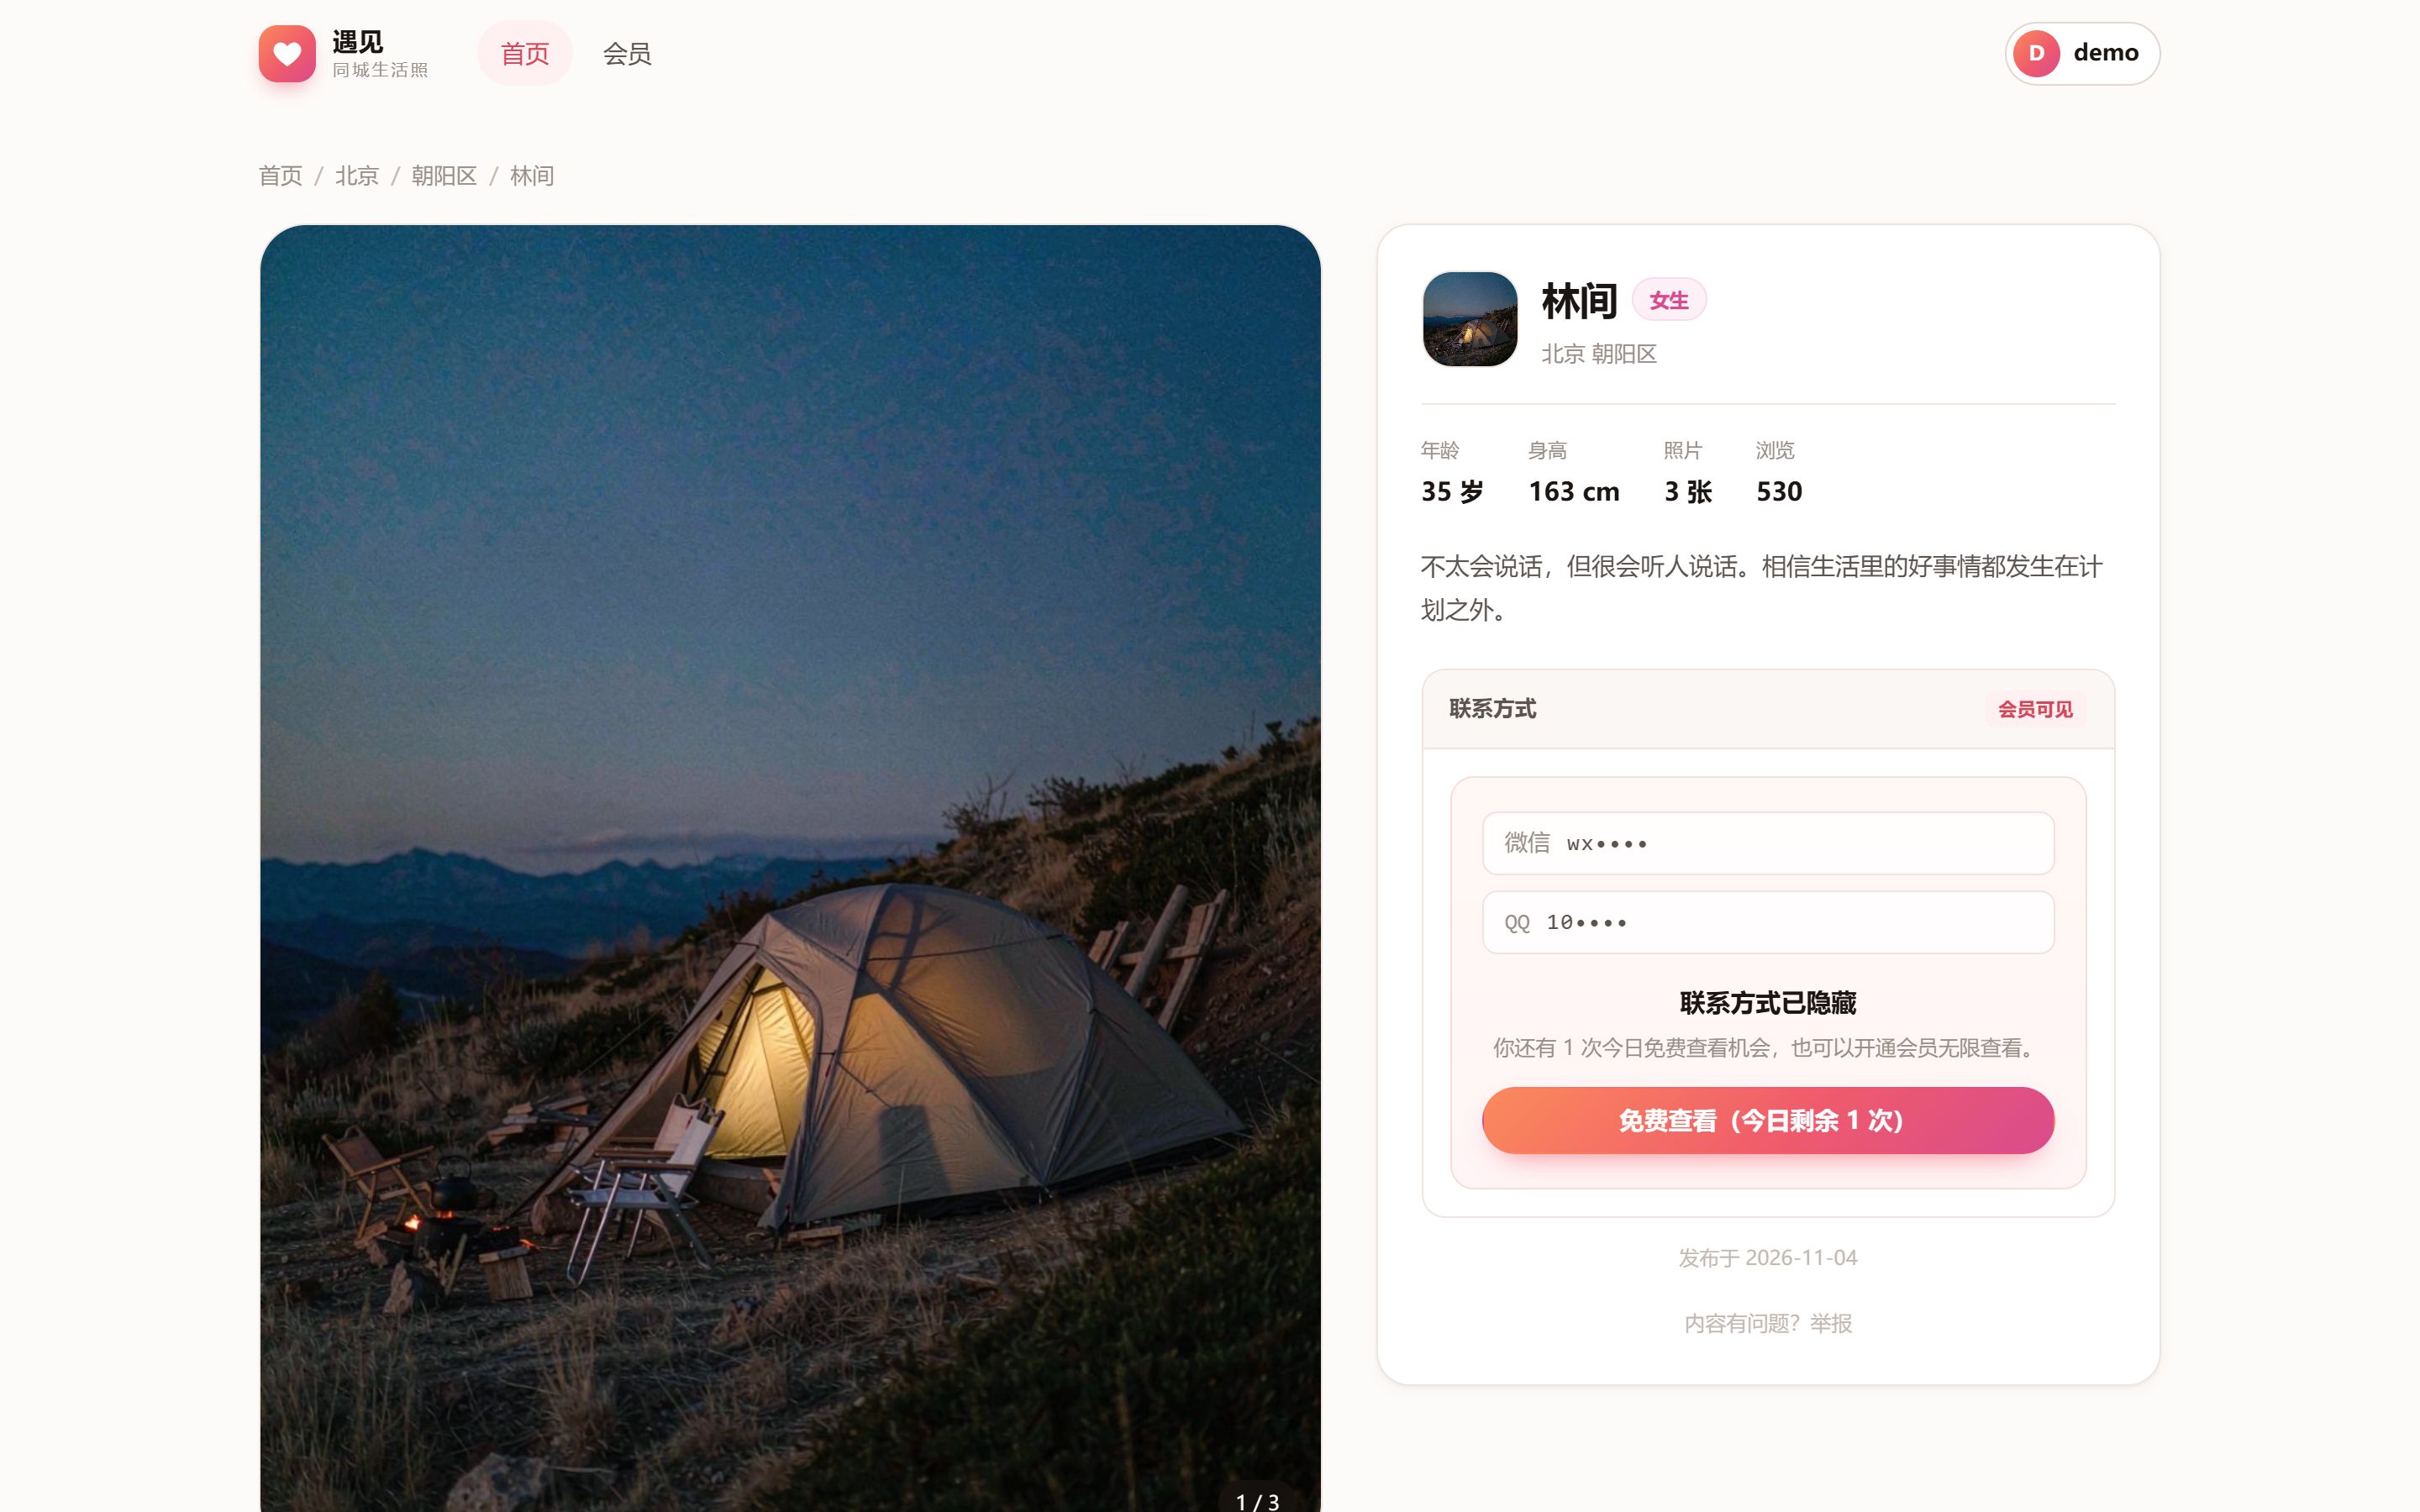 遇见
同城生活照
首页
会员
D
demo
首页 / 北京 / 朝阳区 / 林间
林间
女生
北京 朝阳区
年龄
身高
照片
浏览
35 岁
163 cm
3 张
530
不太会说话，但很会听人说话。相信生活里的好事情都发生在计
划之外。
联系方式
会员可见
微信 wx••••
QQ 10••••
联系方式已隐藏
你还有 1 次今日免费查看机会，也可以开通会员无限查看。
免费查看（今日剩余 1 次）
发布于 2026-11-04
内容有问题？举报
1 / 3